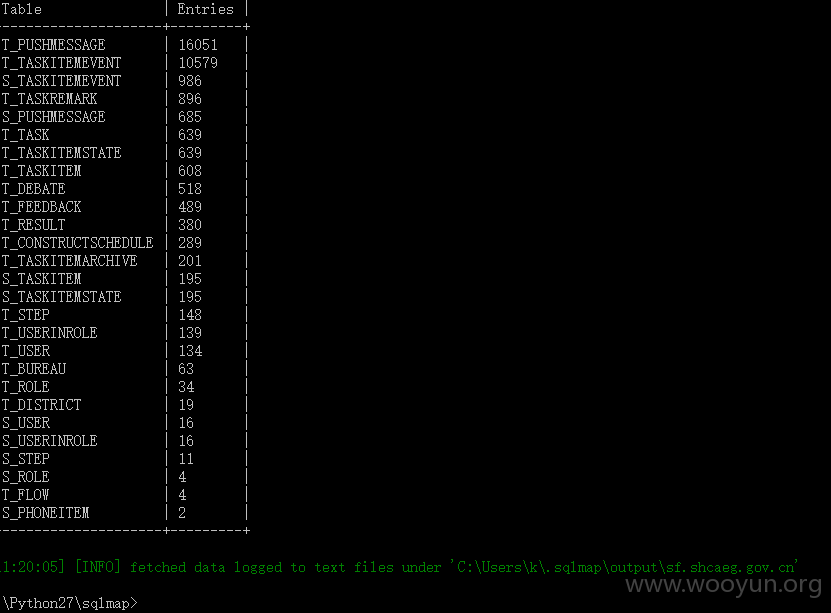 Table | Entries |
--------------------+---------+
T_PUSHMESSAGE | 16051 |
T_TASKITEMEVENT | 10579 |
S_TASKITEMEVENT | 986 |
T_TASKREMARK | 896 |
S_PUSHMESSAGE | 685 |
T_TASK | 639 |
T_TASKITEMSTATE | 639 |
T_TASKITEM | 608 |
T_DEBATE | 518 |
T_FEEDBACK | 489 |
T_RESULT | 380 |
T_CONSTRUCTSCHEDULE | 289 |
T_TASKITEMARCHIVE | 201 |
S_TASKITEM | 195 |
S_TASKITEMSTATE | 195 |
T_STEP | 148 |
T_USERINROLE | 139 |
T_USER | 134 |
T_BUREAU | 63 |
T_ROLE | 34 |
T_DISTRICT | 19 |
S_USER | 16 |
S_USERINROLE | 16 |
S_STEP | 11 |
S_ROLE | 4 |
T_FLOW | 4 |
S_PHONEITEM | 2 |
--------------------+---------+
1:20:05] [INFO] fetched data logged to text files under 'C:\Users\k\.sqlmap\output\sf.shcaeg.gov.cn'
www.wooyun.org
\Python27\sqlmap>